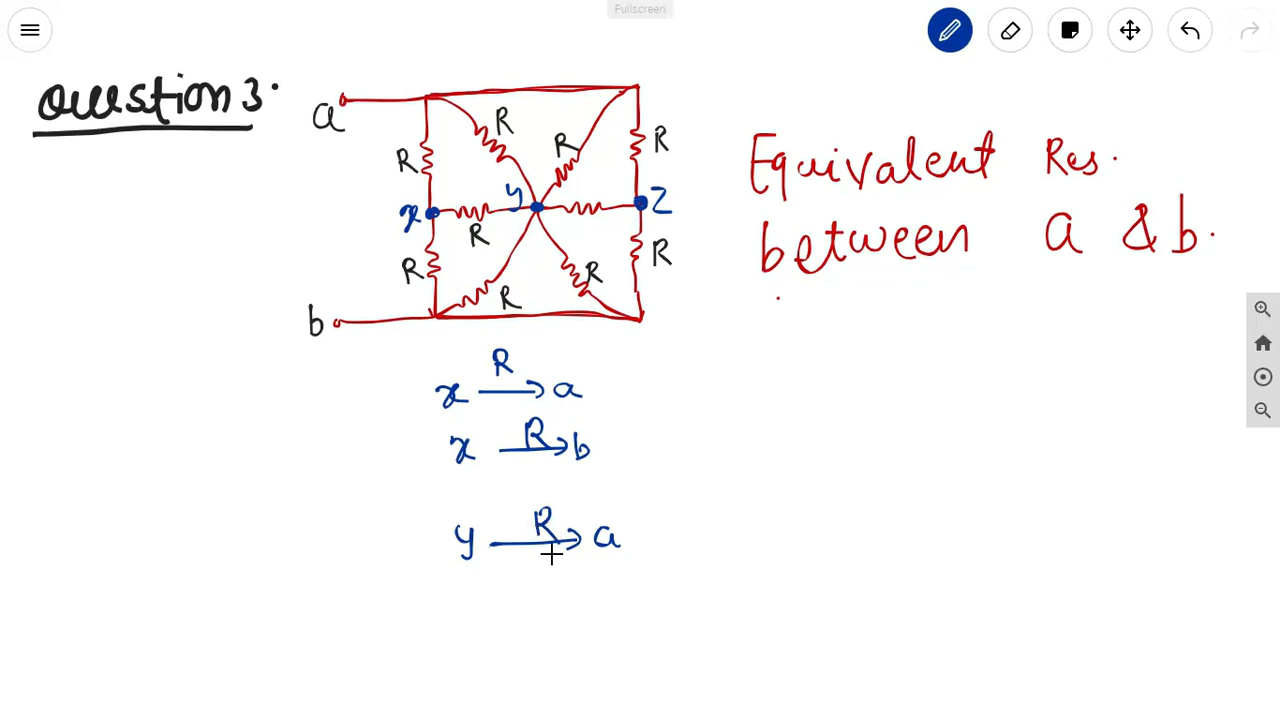 Fullscreen
Question 3.
a
R
R
R
R
x
y
z
R
R
R
R
R
b
Equivalent Res.
between a & b.
x R→ a
x R→ b
y R→ a